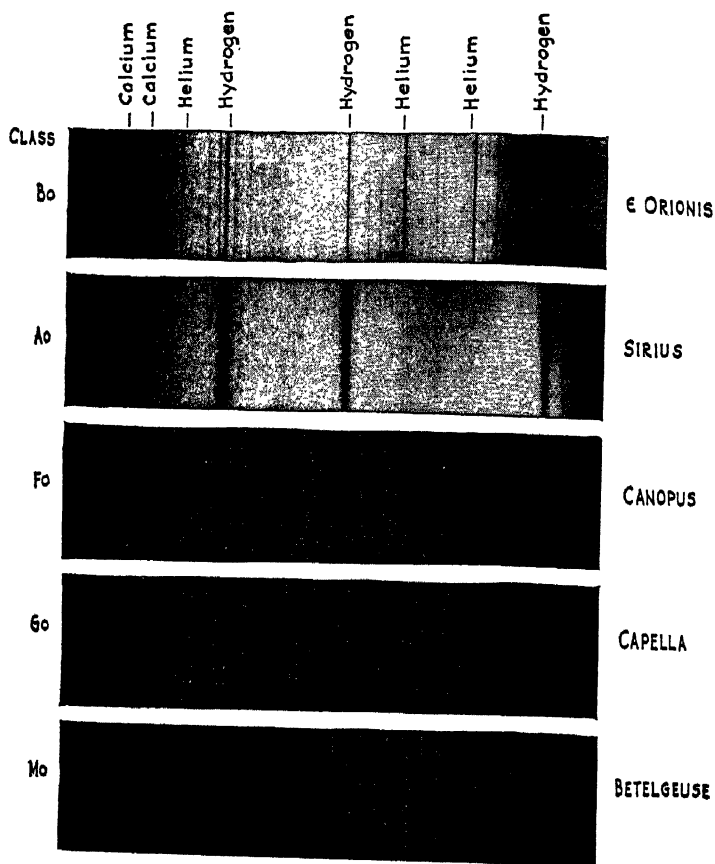 Calcium
Calcium
Helium
Hydrogen
Hydrogen
Helium
Helium
Hydrogen
CLASS
Bo
ϵ ORIONIS
Ao
SIRIUS
Fo
CANOPUS
Go
CAPELLA
Mo
BETELGEUSE